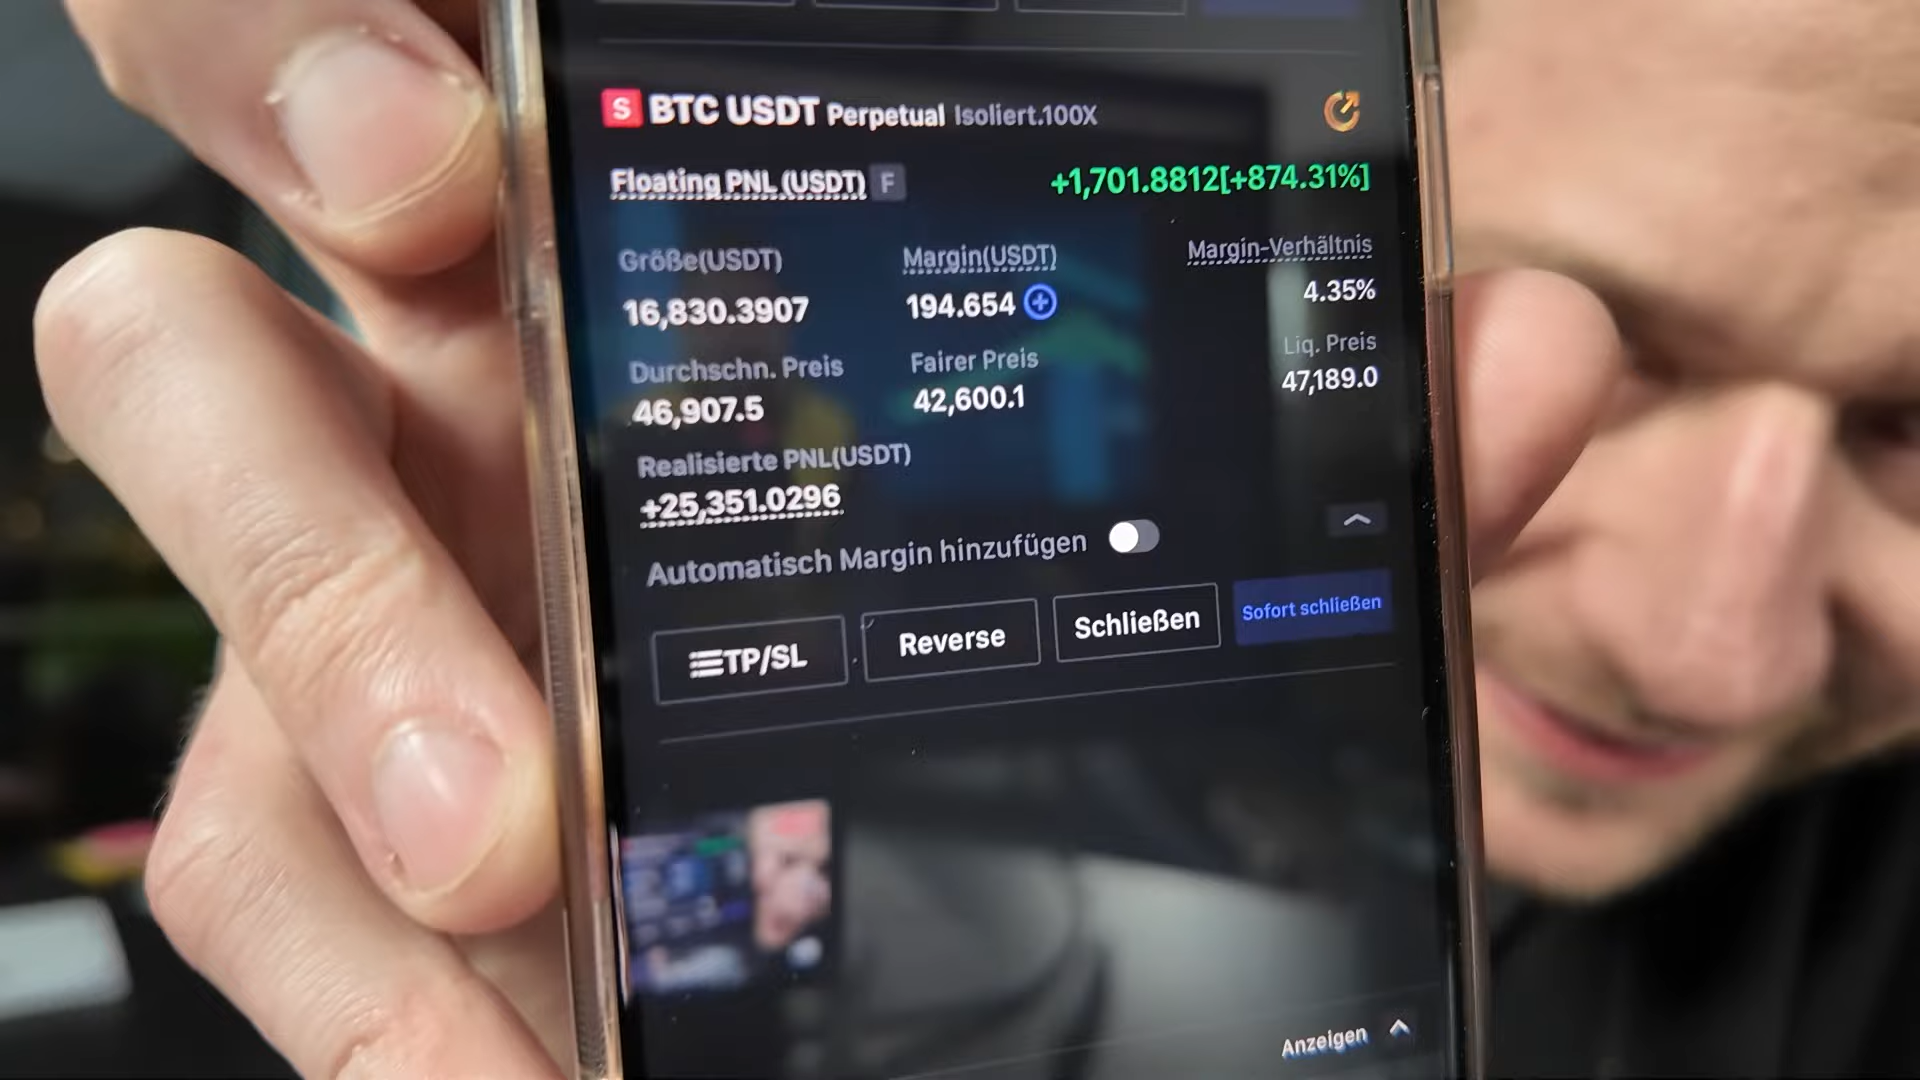 S BTC USDT Perpetual Isoliert.100X
Floating PNL (USDT) F +1,701.8812[+874.31%]
Größe(USDT) Margin(USDT) Margin-Verhältnis
16,830.3907 194.654 4.35%
Durchschn. Preis Fairer Preis Liq. Preis
46,907.5 42,600.1 47,189.0
Realisierte PNL(USDT)
+25,351.0296
Automatisch Margin hinzufügen
TP/SL Reverse Schließen Sofort schließen
Anzeigen